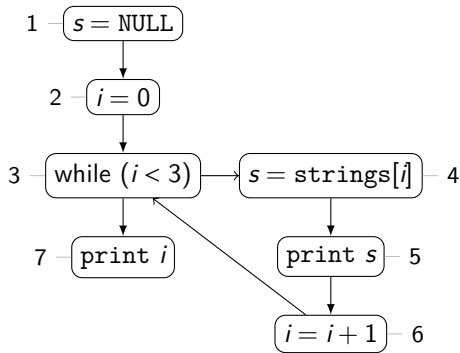 1 s = NULL
2 i = 0
3 while (i < 3) s = strings[i] 4
7 print i print s 5
i = i + 1 6